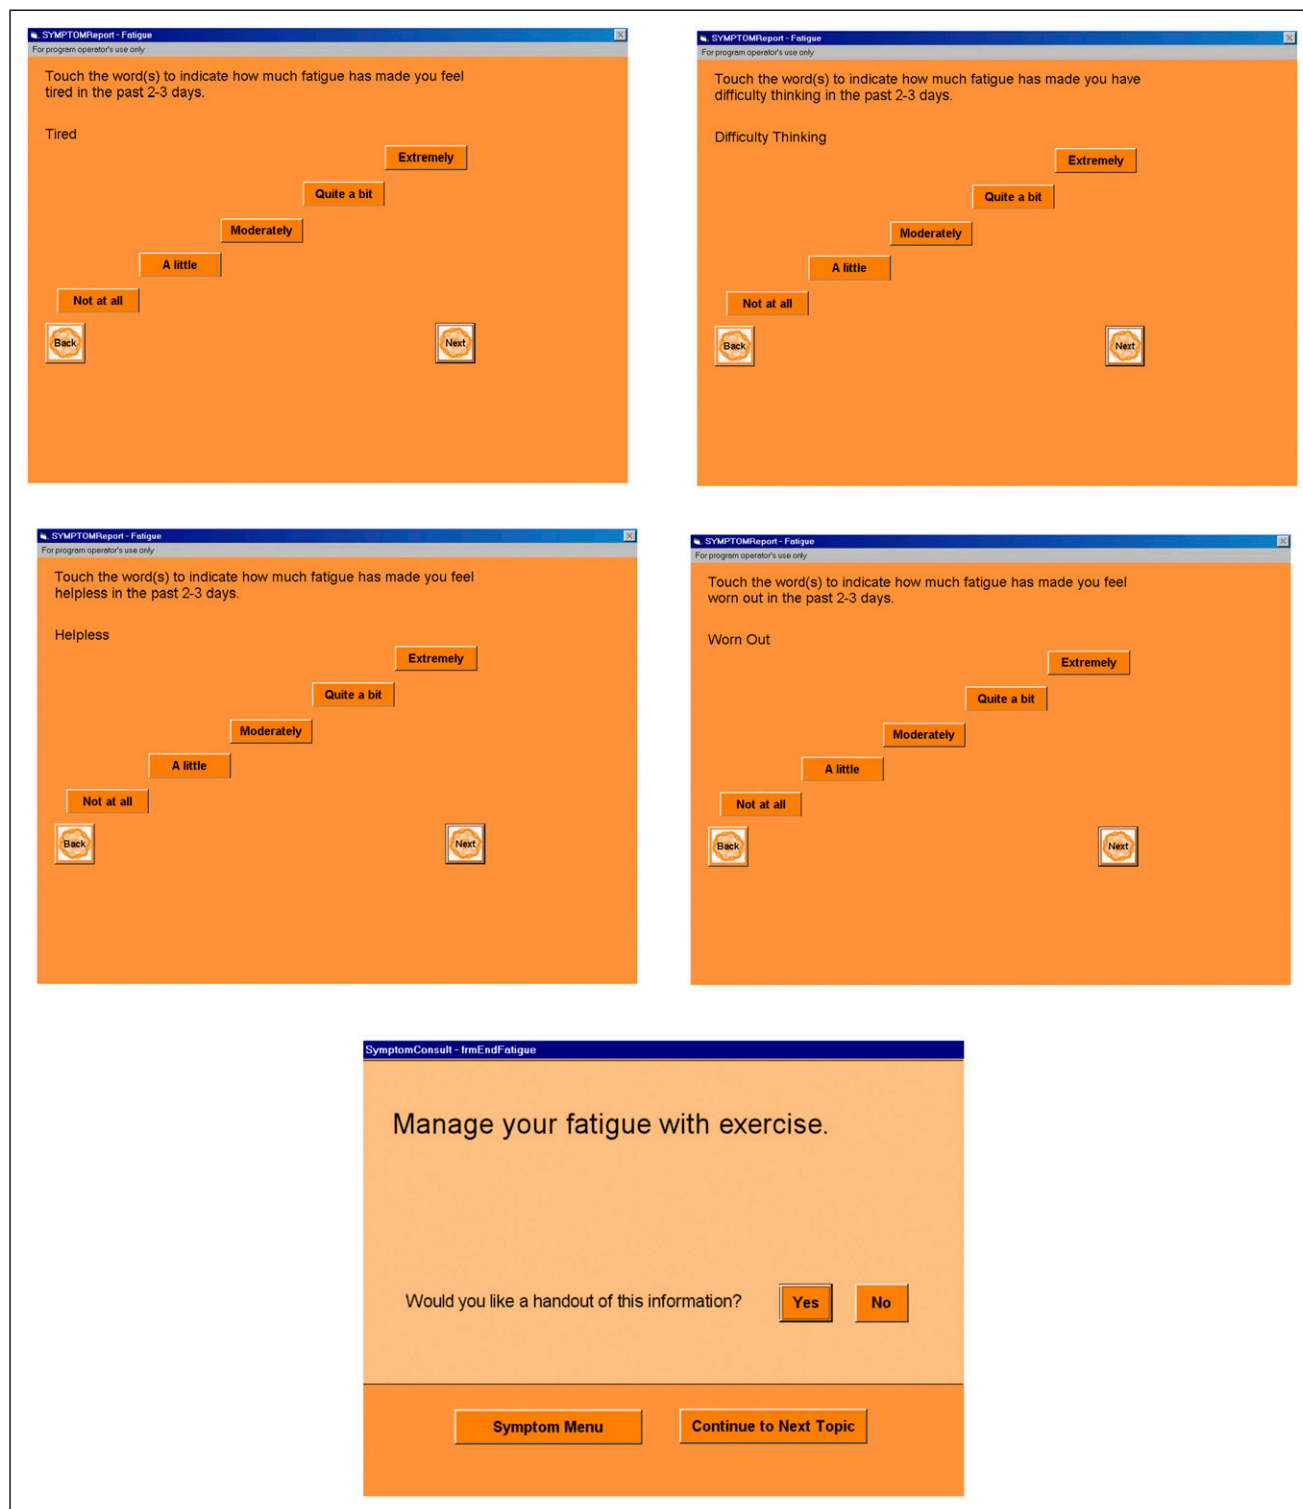 SYMPTOMReport - Fatigue
For program operator's use only
Touch the word(s) to indicate how much fatigue has made you feel
tired in the past 2-3 days.
Tired
Extremely
Quite a bit
Moderately
A little
Not at all
Back
Next
SYMPTOMReport - Fatigue
For program operator's use only
Touch the word(s) to indicate how much fatigue has made you have
difficulty thinking in the past 2-3 days.
Difficulty Thinking
Extremely
Quite a bit
Moderately
A little
Not at all
Back
Next
SYMPTOMReport - Fatigue
For program operator's use only
Touch the word(s) to indicate how much fatigue has made you feel
helpless in the past 2-3 days.
Helpless
Extremely
Quite a bit
Moderately
A little
Not at all
Back
Next
SYMPTOMReport - Fatigue
For program operator's use only
Touch the word(s) to indicate how much fatigue has made you feel
worn out in the past 2-3 days.
Worn Out
Extremely
Quite a bit
Moderately
A little
Not at all
Back
Next
SymptomConsult - frmEndFatigue
Manage your fatigue with exercise.
Would you like a handout of this information? Yes No
Symptom Menu Continue to Next Topic